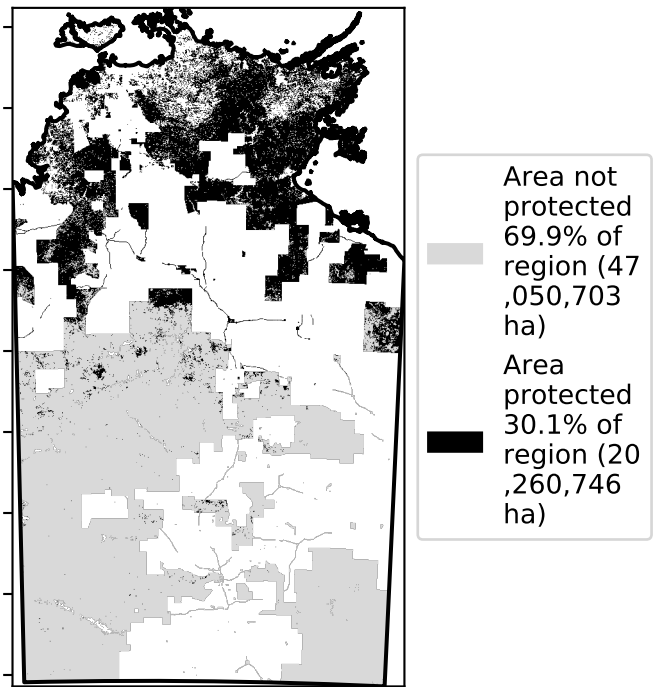 Area not
protected
69.9% of
region (47
,050,703
ha)
Area
protected
30.1% of
region (20
,260,746
ha)